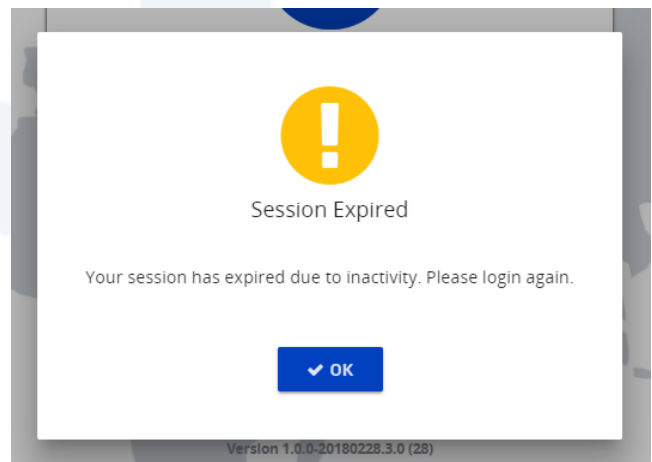 Session Expired
Your session has expired due to inactivity. Please login again.
OK
Version 1.0.0-20180228.3.0 (28)